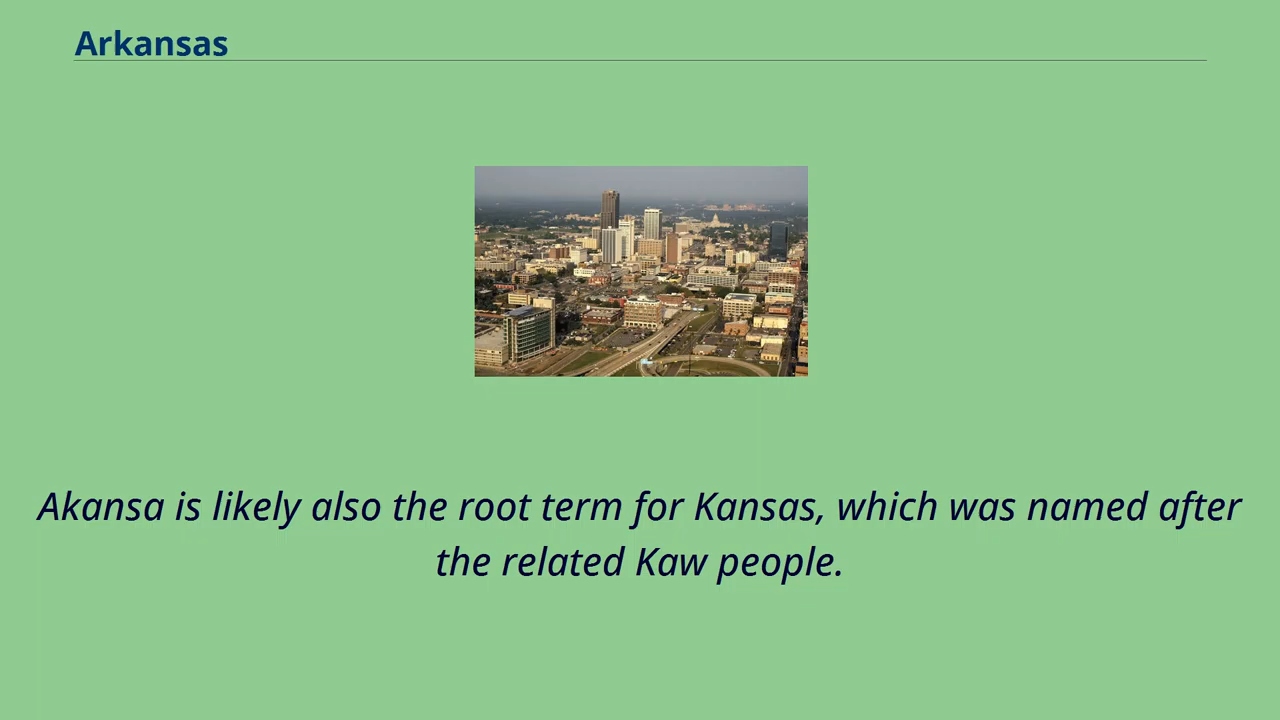 Arkansas
Akansa is likely also the root term for Kansas, which was named after
the related Kaw people.